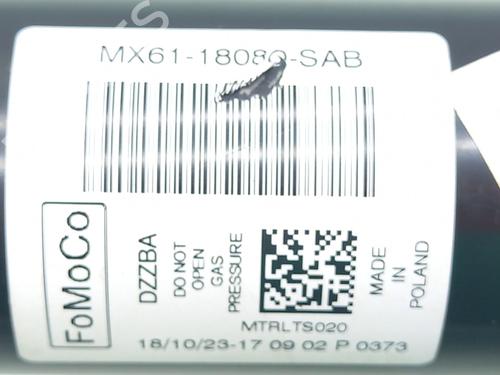 MX61-18080-SAB
FoMoCo
DZZBA
DO NOT
OPEN
GAS
PRESSURE
MTRLTS020
MADE
IN
POLAND
18/10/23-17 09 02 P 0373